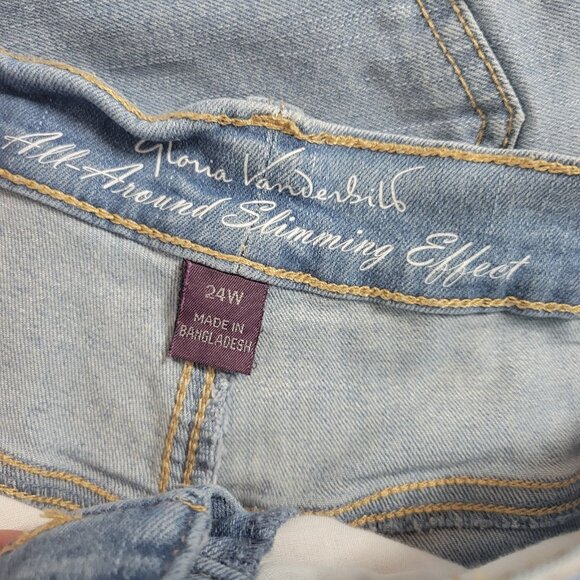 Gloria Vanderbilt
All-Around Slimming Effect
24W
MADE IN
BANGLADESH